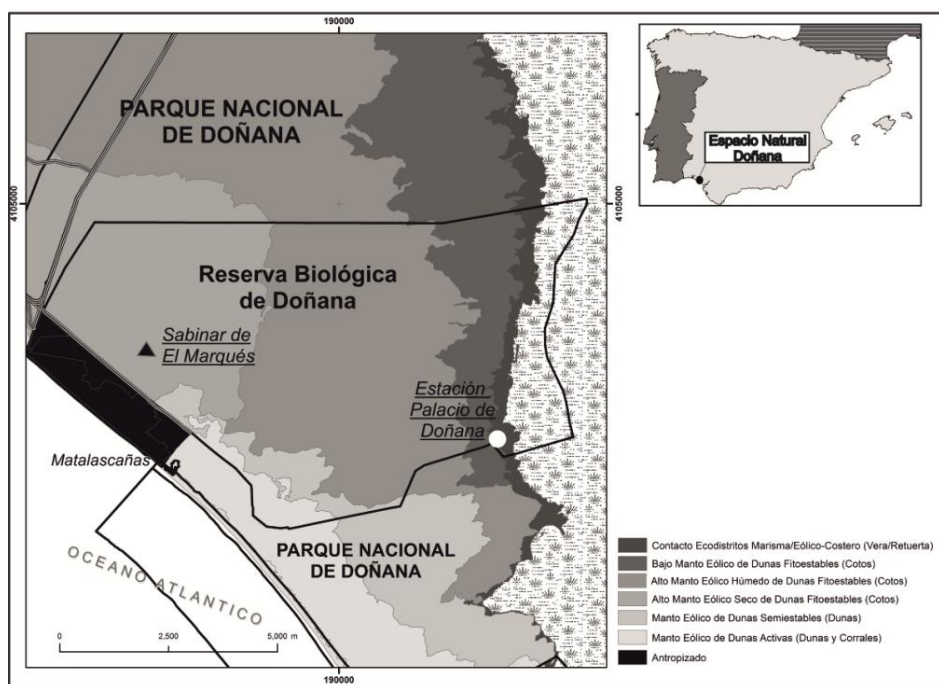 190000
PARQUE NACIONAL
DE DOÑANA
Espacio Natural
Doñana
4105000
4105000
Reserva Biológica
de Doñana
Sabinar de
El Marqués
Estación
Palacio de
Doñana
Matalascañas
PARQUE NACIONAL
DE DOÑANA
OCEANO ATLANTICO
0 2,500 5,000 m
190000
Contacto Ecodistritos Marisma/Eólico-Costero (Vera/Retuerta)
Bajo Manto Eólico de Dunas Fitoestables (Cotos)
Alto Manto Eólico Húmedo de Dunas Fitoestables (Cotos)
Alto Manto Eólico Seco de Dunas Fitoestables (Cotos)
Manto Eólico de Dunas Semiestables (Dunas)
Manto Eólico de Dunas Activas (Dunas y Corrales)
Antropizado